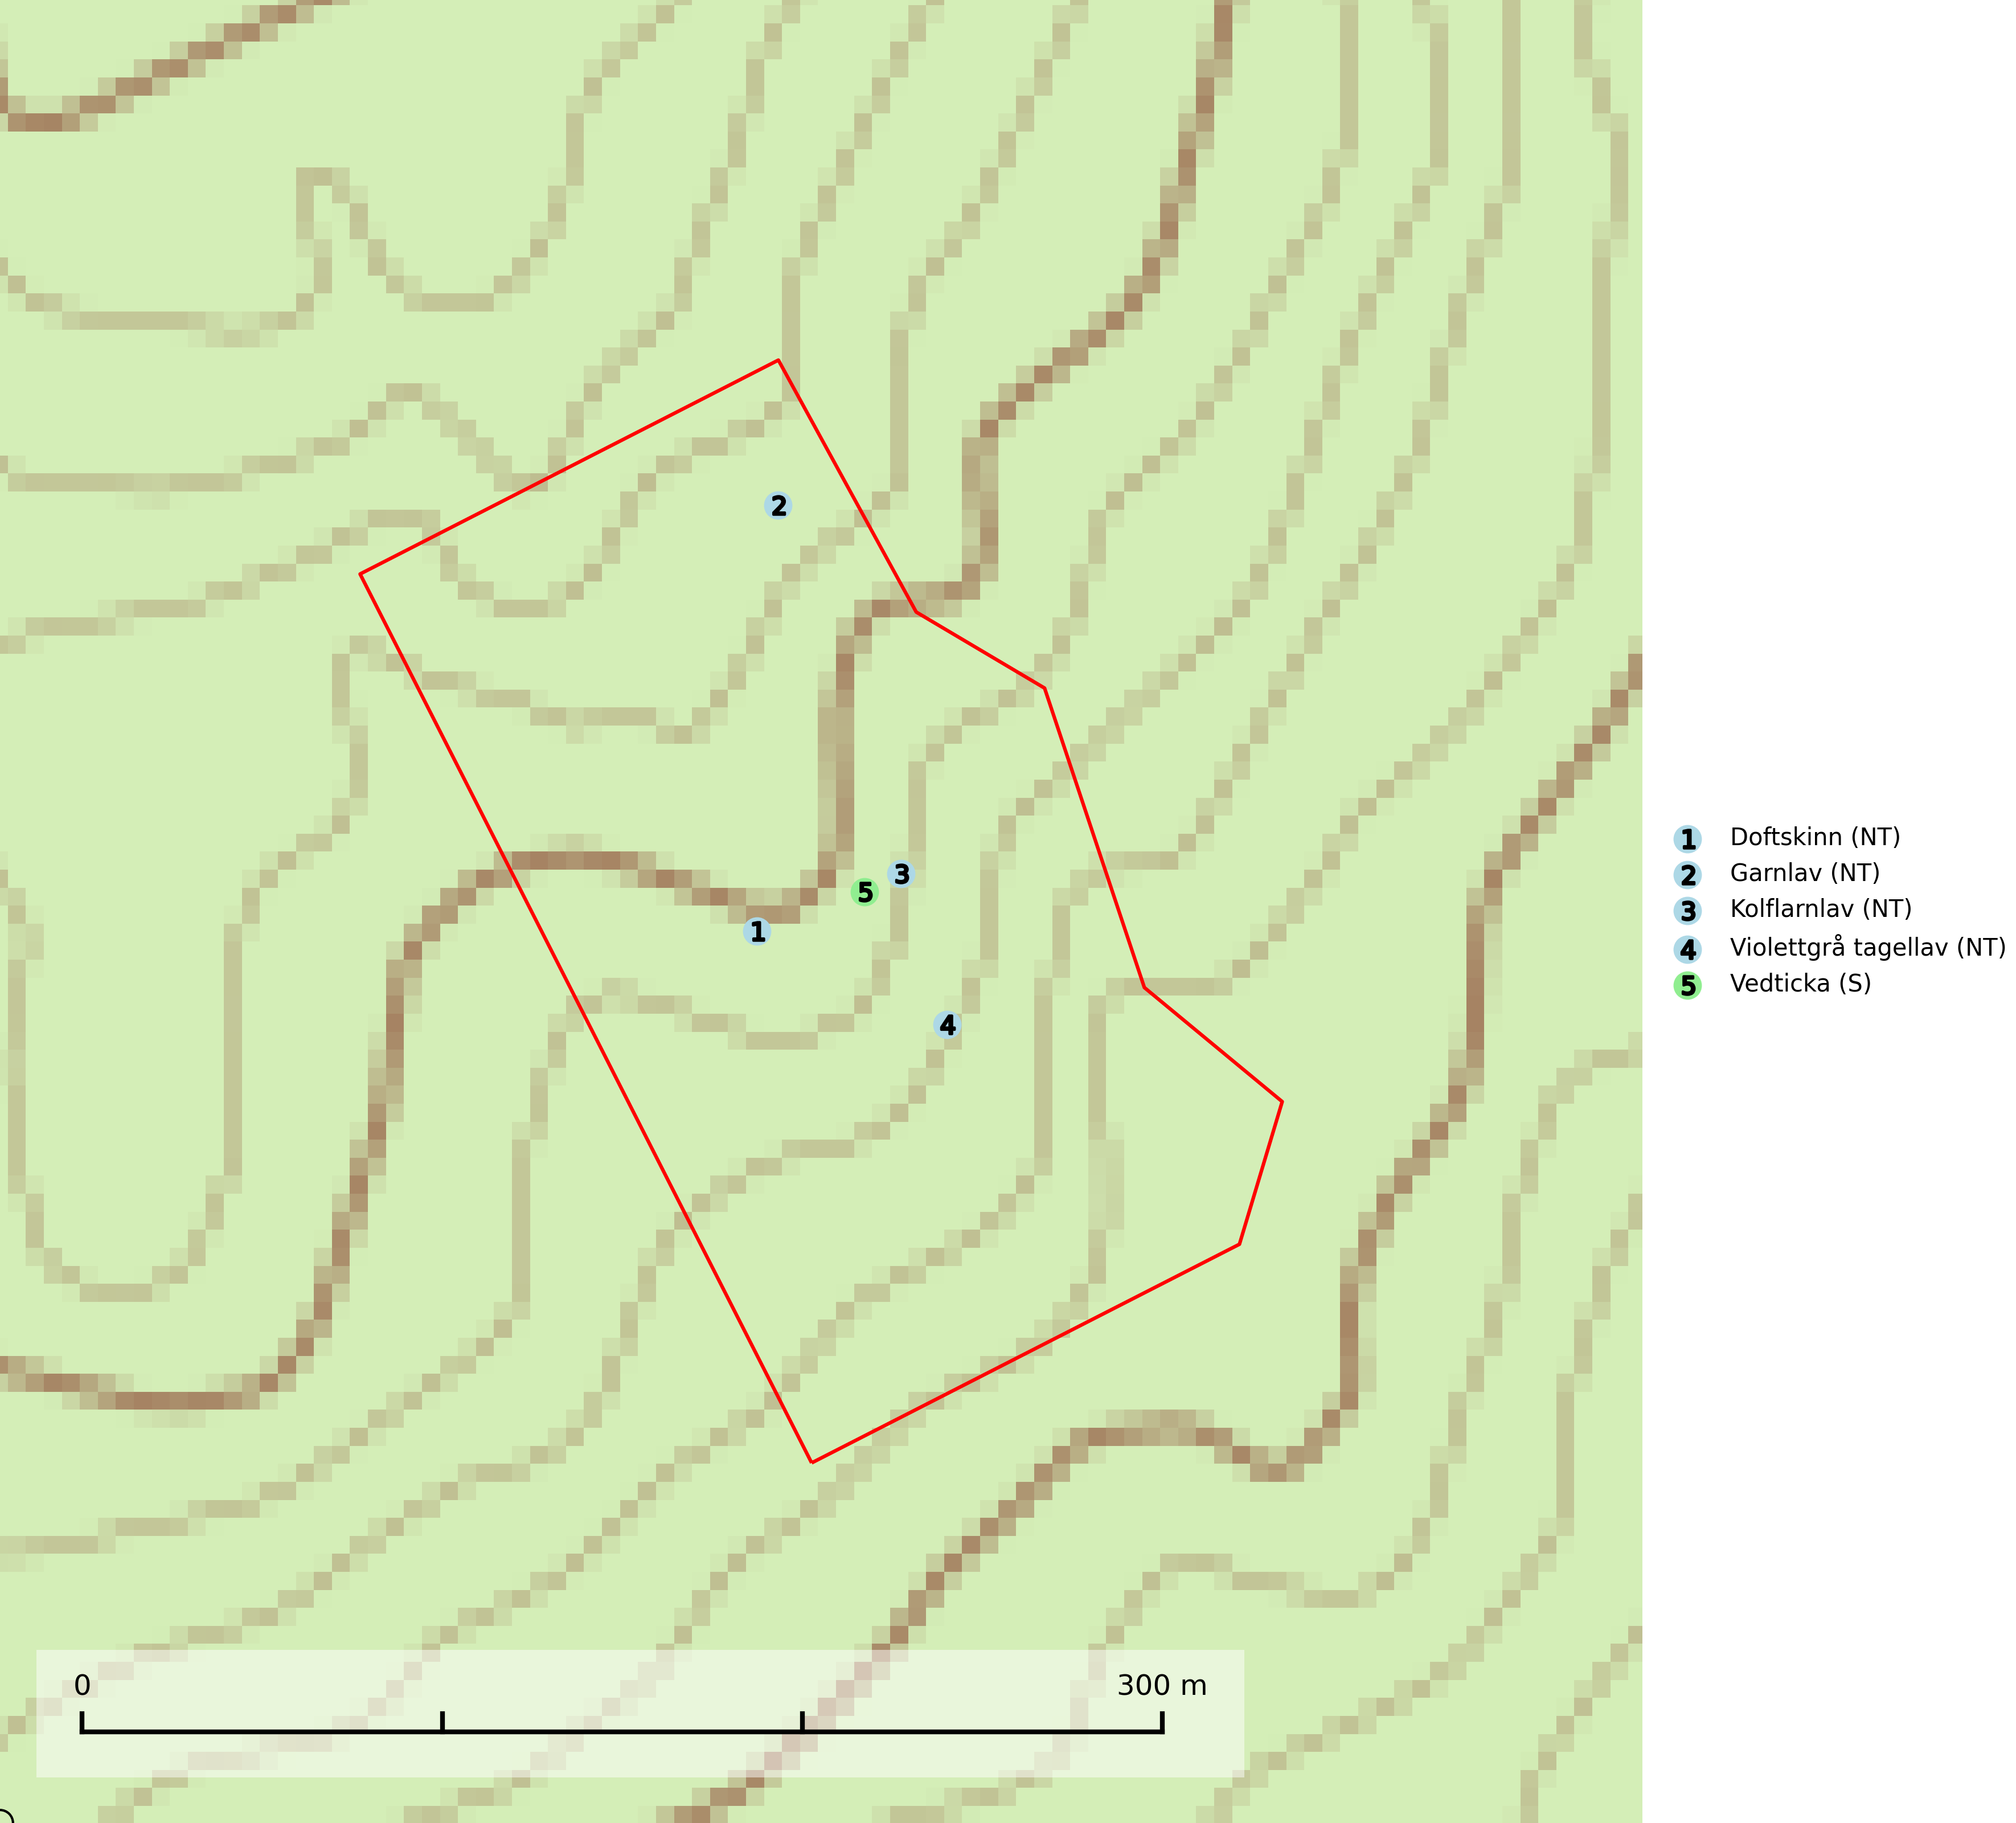 2
3
5
1
4
1 Doftskinn (NT)
2 Garnlav (NT)
3 Kolflarnlav (NT)
4 Violettgrå tagellav (NT)
5 Vedticka (S)
0 300 m